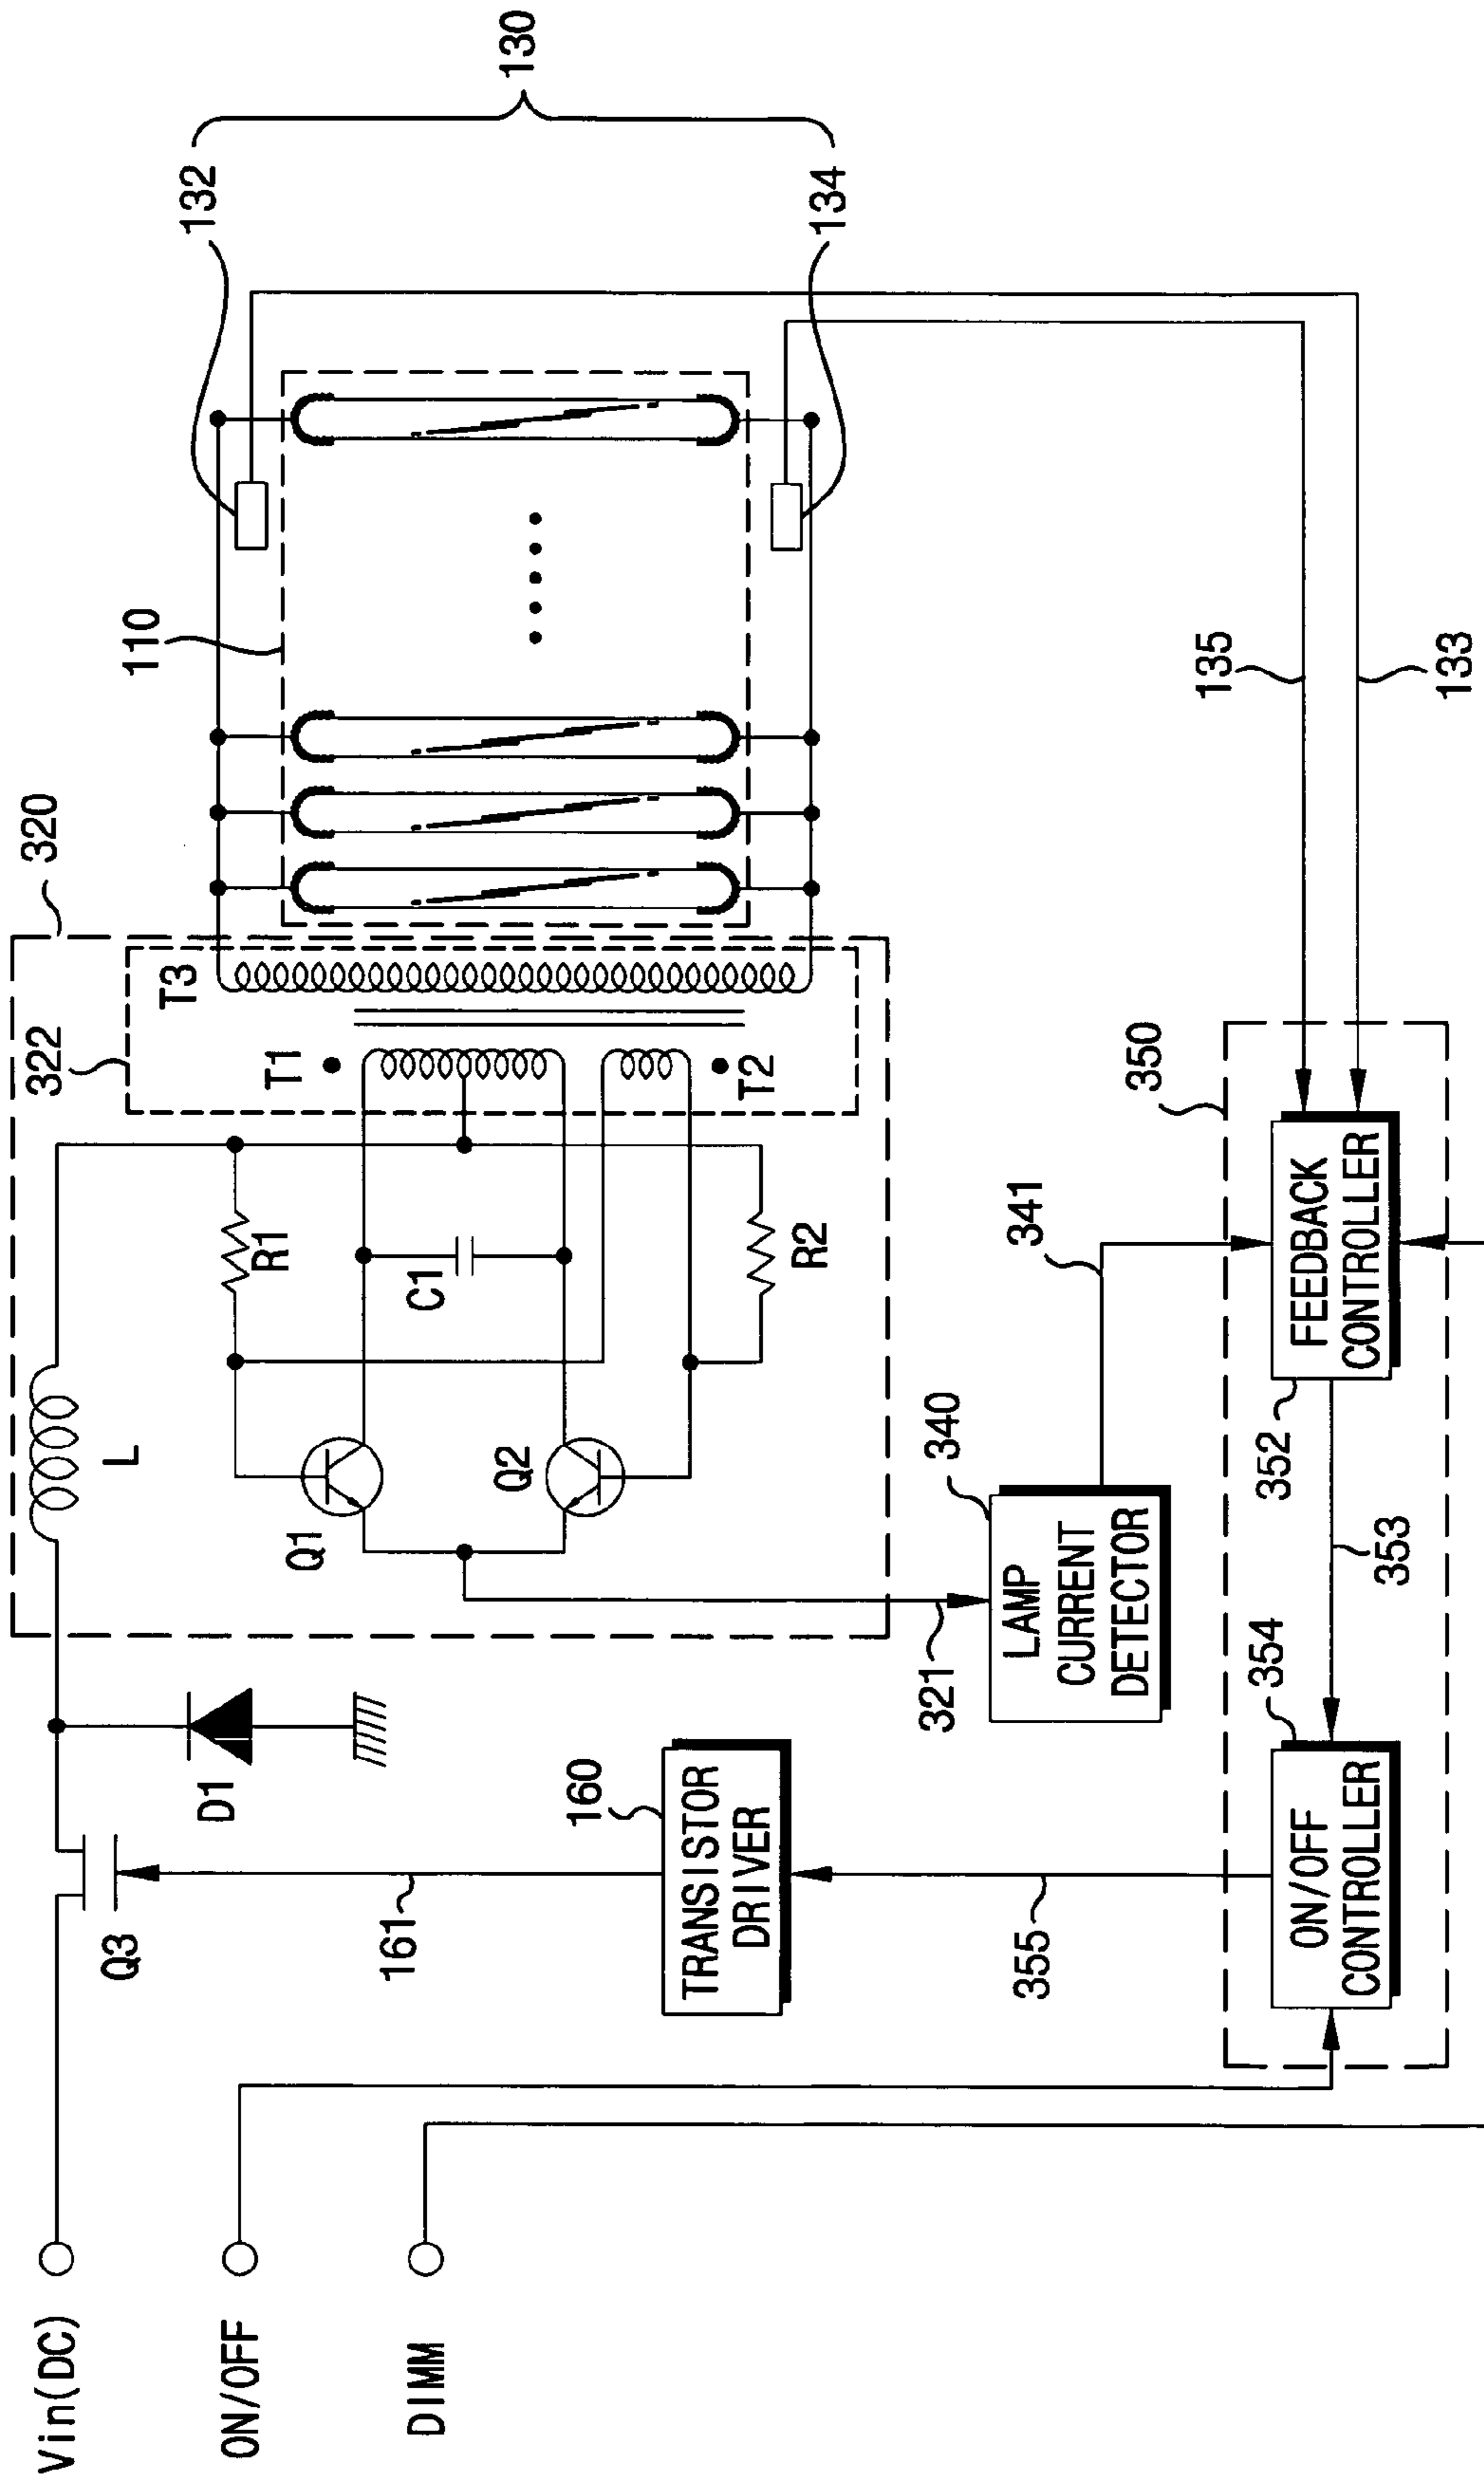 Vin(DC)
ON/OFF
DIMM
Q3
D1
L
320
322
T3
T1
T2
R1
C1
R2
Q1
Q2
110
132
130
134
161
160
TRANSISTOR
DRIVER
321
340
LAMP
CURRENT
DETECTOR
341
355
354
ON/OFF
CONTROLLER
353
352
FEEDBACK
CONTROLLER
350
135
133